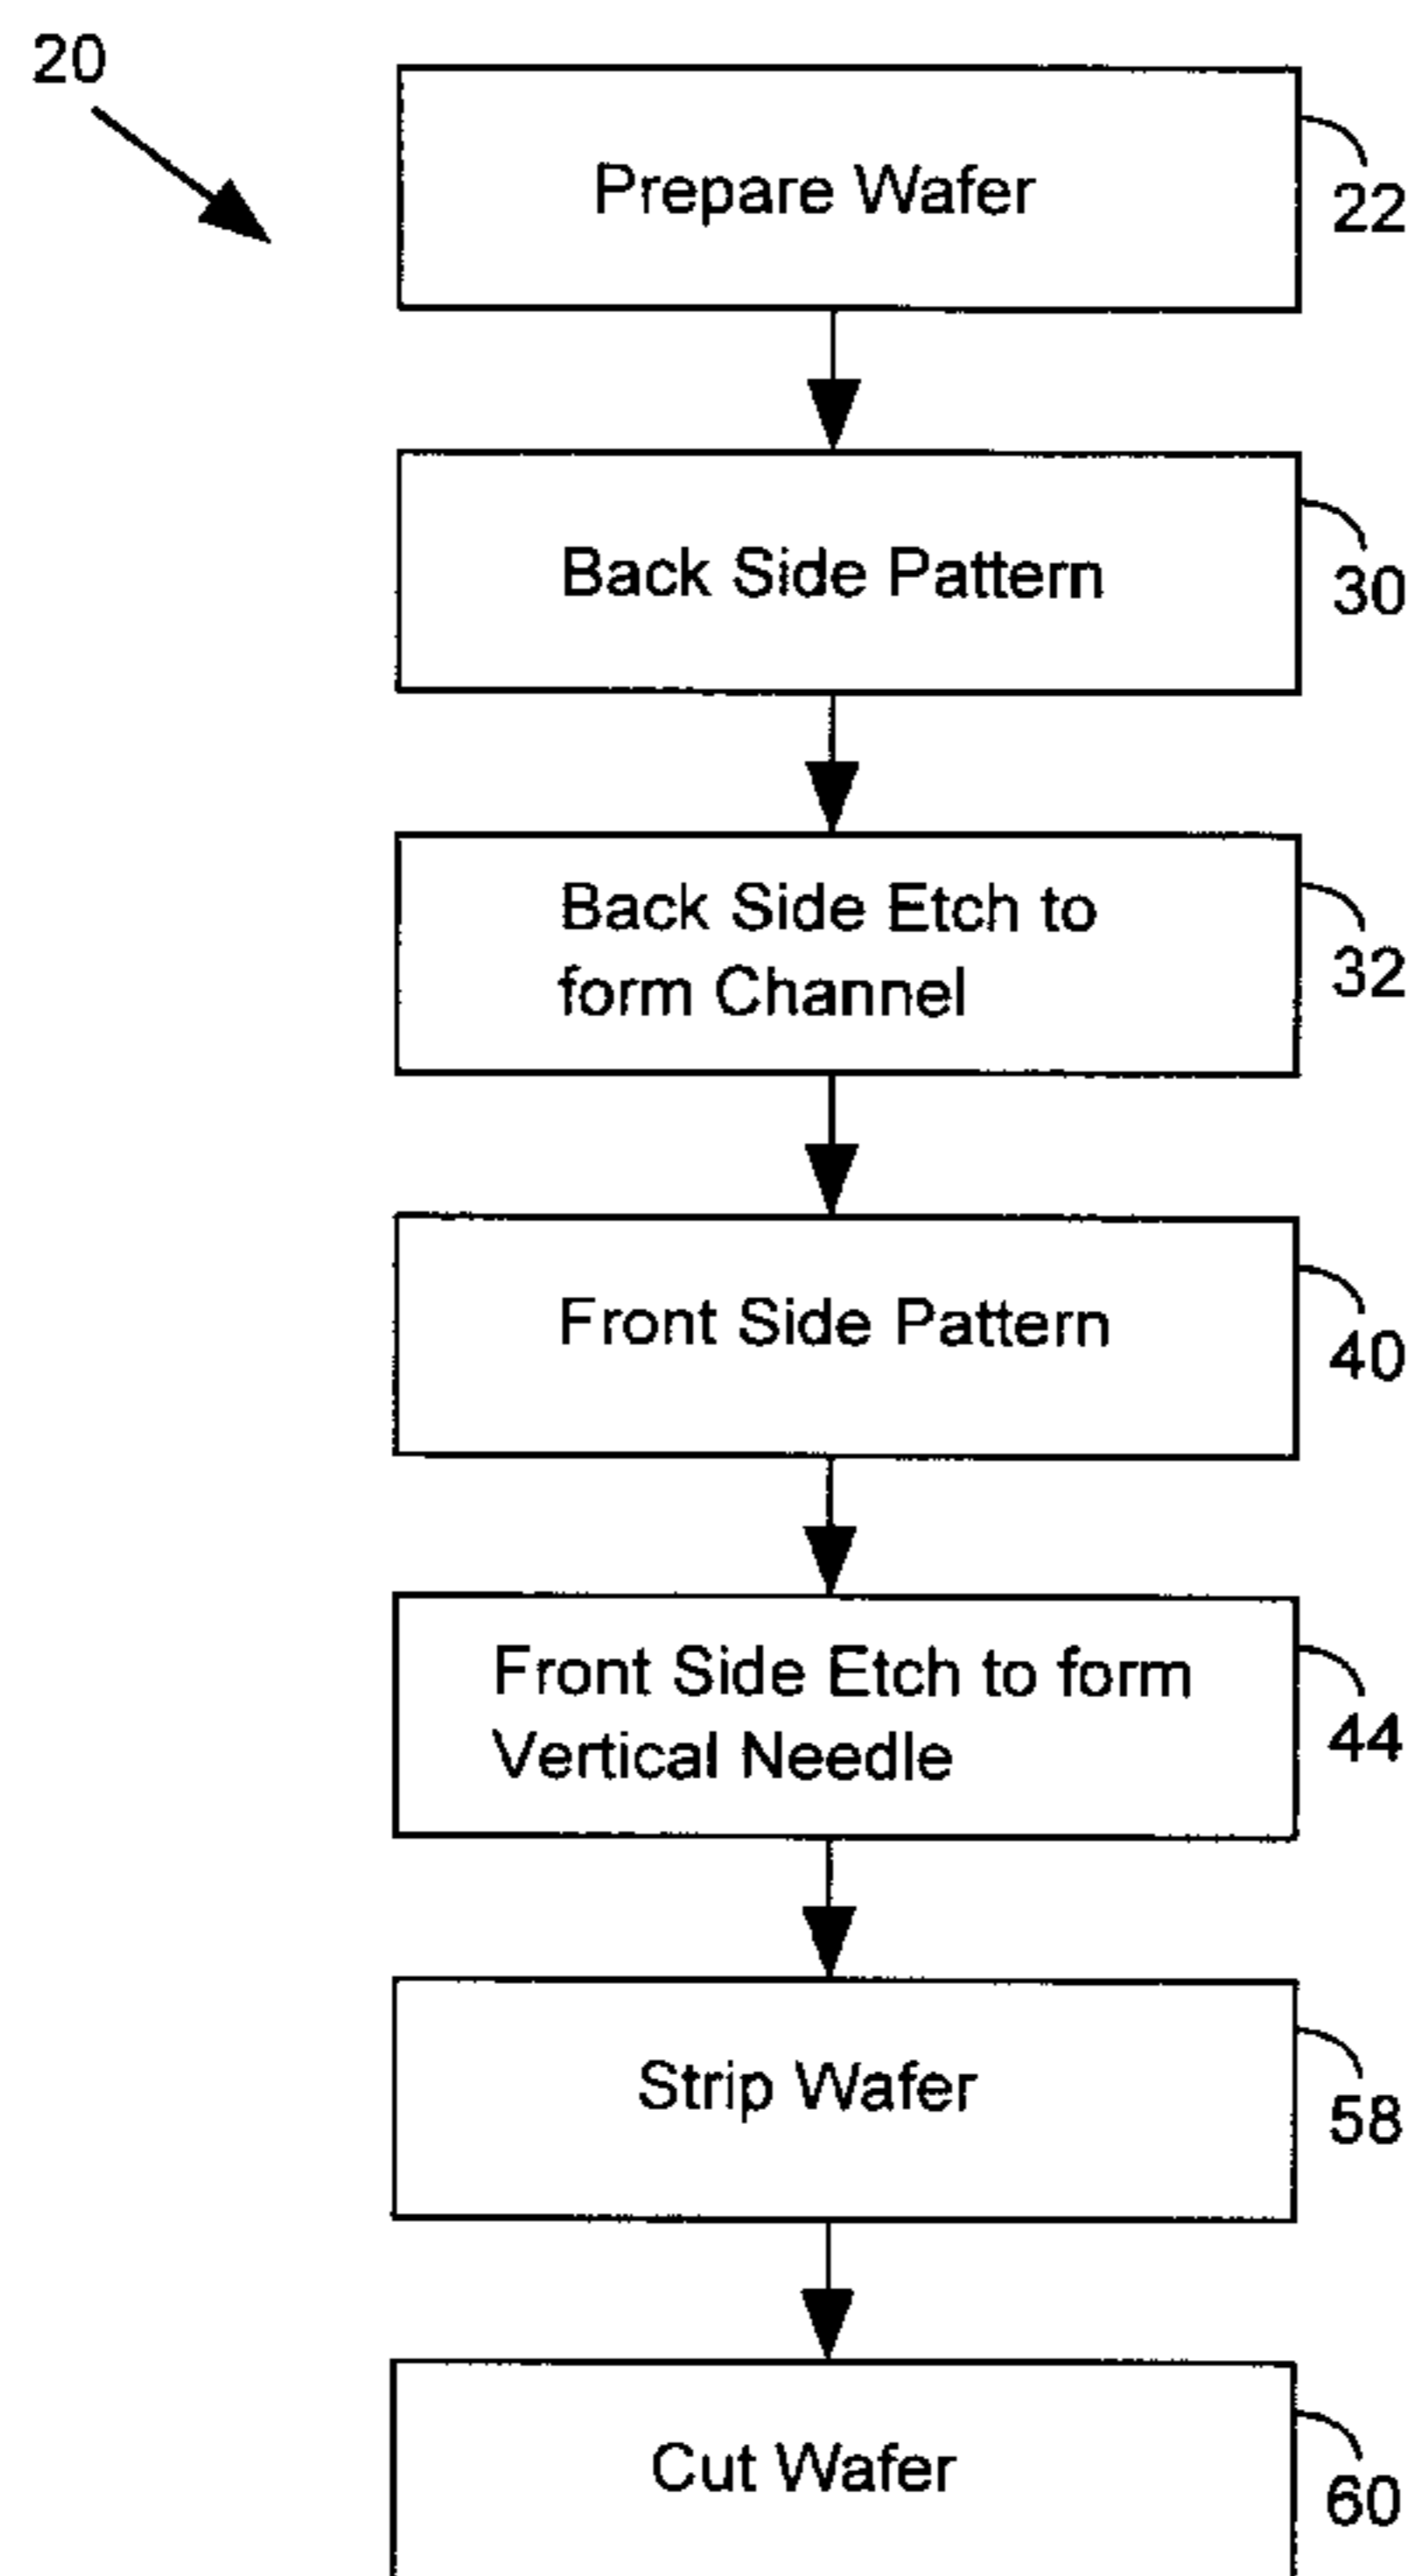 20
Prepare Wafer
22
Back Side Pattern
30
Back Side Etch to
form Channel
32
Front Side Pattern
40
Front Side Etch to form
Vertical Needle
44
Strip Wafer
58
Cut Wafer
60